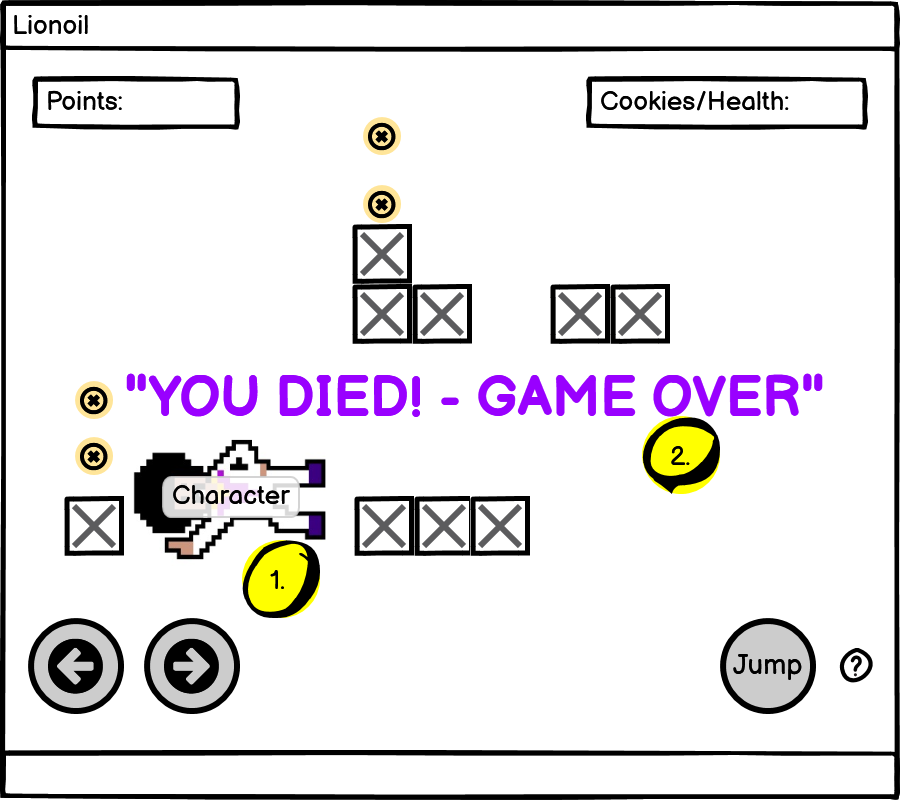 Lionoil
Points:
Cookies/Health:
"YOU DIED! - GAME OVER"
2.
Character
1.
Jump
?